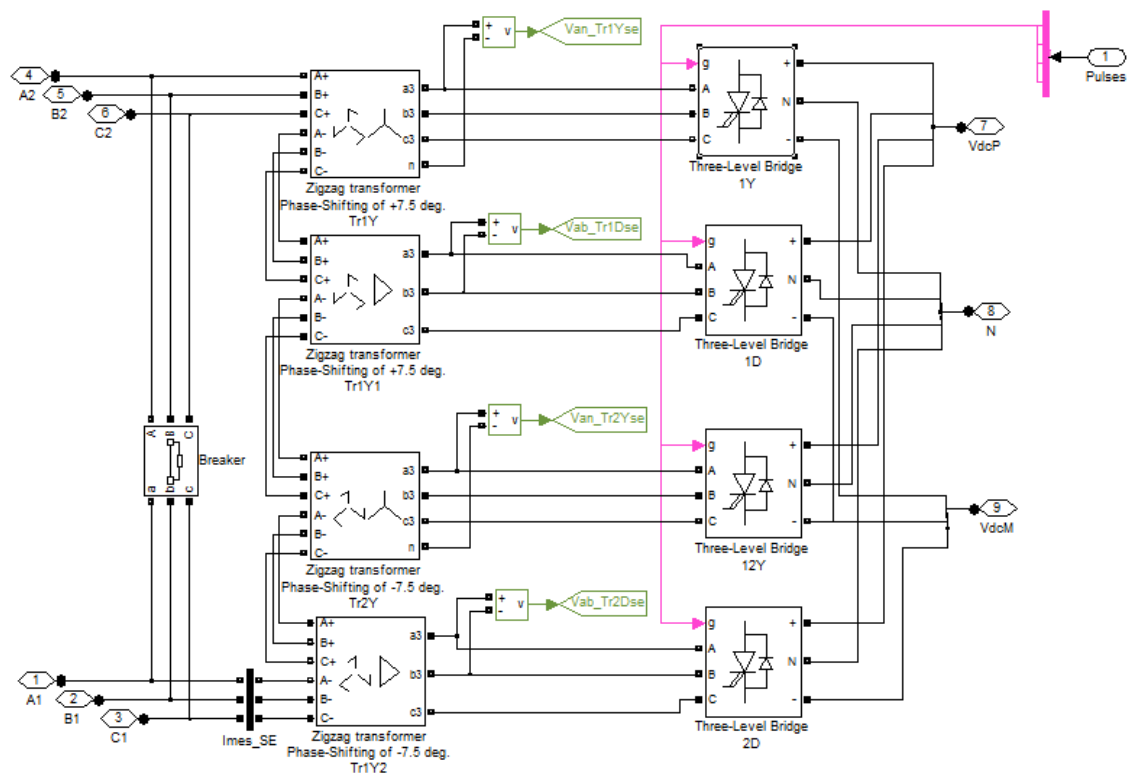 +
-
v
Van_Tr1Yse
1
Pulses
4
A2
5
B2
6
C2
A+
B+
C+
A-
B-
C-
a3
b3
c3
n
Zigzag transformer
Phase-Shifting of +7.5 deg.
Tr1Y
g
A
B
C
+
N
-
Three-Level Bridge
1Y
7
VdcP
+
-
v
Vab_Tr1Dse
A+
B+
C+
A-
B-
C-
a3
b3
c3
Zigzag transformer
Phase-Shifting of +7.5 deg.
Tr1Y1
g
A
B
C
+
N
-
Three-Level Bridge
1D
8
N
+
-
v
Van_Tr2Yse
A
B
C
a
b
c
Breaker
A+
B+
C+
A-
B-
C-
a3
b3
c3
n
Zigzag transformer
Phase-Shifting of -7.5 deg.
Tr2Y
g
A
B
C
+
N
-
Three-Level Bridge
12Y
9
VdcM
+
-
v
Vab_Tr2Dse
1
A1
2
B1
3
C1
Imes_SE
A+
B+
C+
A-
B-
C-
a3
b3
c3
Zigzag transformer
Phase-Shifting of -7.5 deg.
Tr1Y2
g
A
B
C
+
N
-
Three-Level Bridge
2D